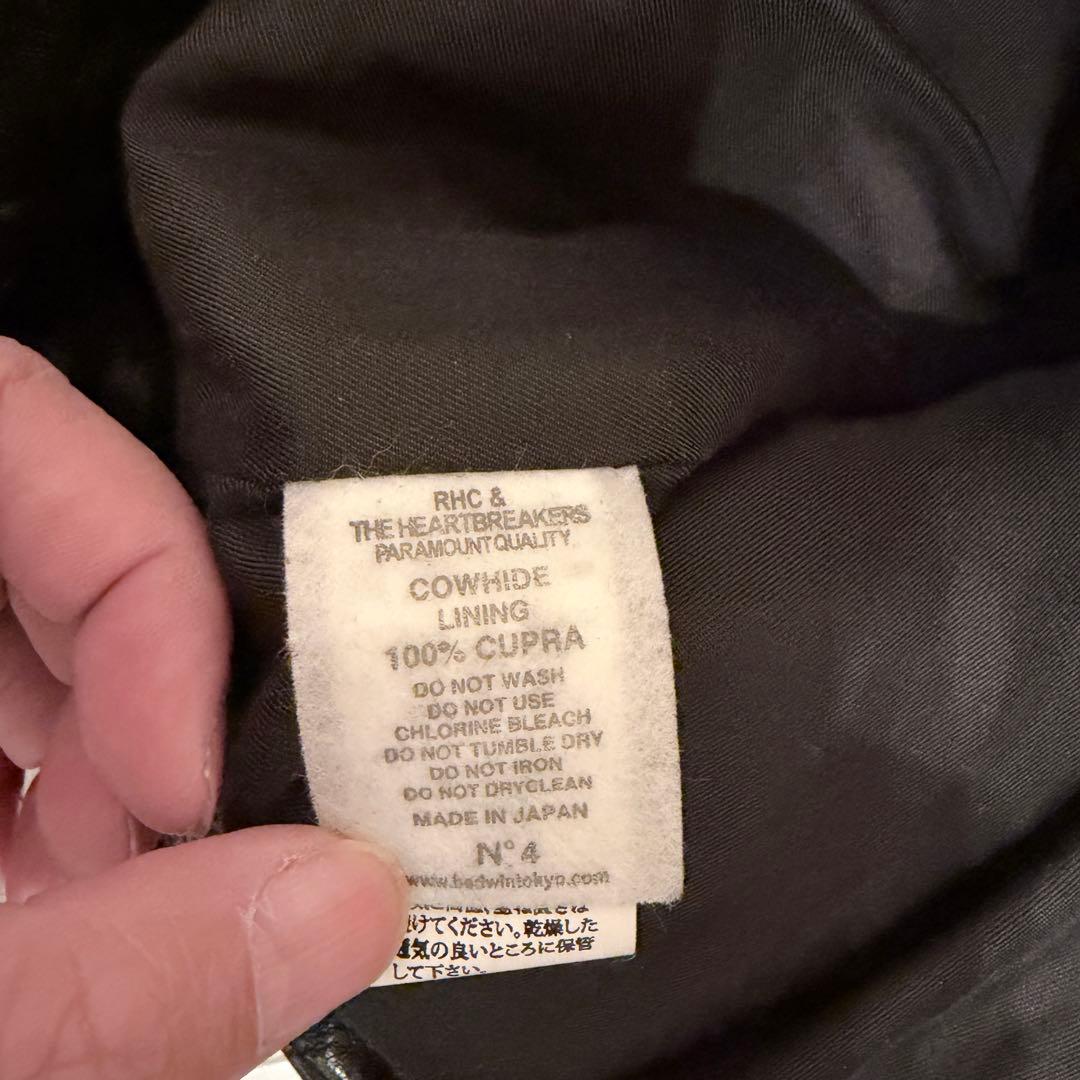 RHC &
THE HEARTBREAKERS
PARAMOUNT QUALITY
COWHIDE
LINING
100% CUPRA
DO NOT WASH
DO NOT USE
CHLORINE BLEACH
DO NOT TUMBLE DRY
DO NOT IRON
DO NOT DRYCLEAN
MADE IN JAPAN
N°4
www.bedwintokyo.com
けてください。乾燥した
気の良いところに保管
して下さい。